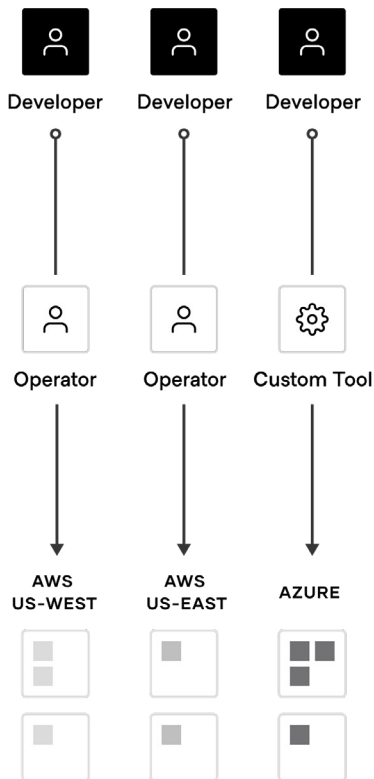 Developer Developer Developer
Operator Operator Custom Tool
AWS
US-WEST
AWS
US-EAST
AZURE